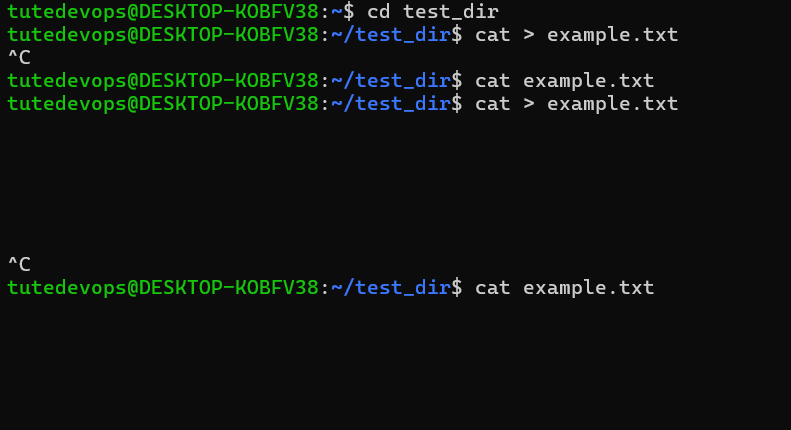 tutedevops@DESKTOP-KOBFV38:~$ cd test_dir
tutedevops@DESKTOP-KOBFV38:~/test_dir$ cat > example.txt
^C
tutedevops@DESKTOP-KOBFV38:~/test_dir$ cat example.txt
tutedevops@DESKTOP-KOBFV38:~/test_dir$ cat > example.txt
^C
tutedevops@DESKTOP-KOBFV38:~/test_dir$ cat example.txt